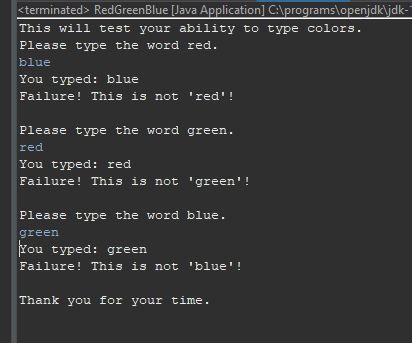 <terminated> RedGreenBlue [Java Application] C:\programs\openjdk\jdk-
This will test your ability to type colors.
Please type the word red.
blue
You typed: blue
Failure! This is not 'red'!
Please type the word green.
red
You typed: red
Failure! This is not 'green'!
Please type the word blue.
green
You typed: green
Failure! This is not 'blue'!
Thank you for your time.